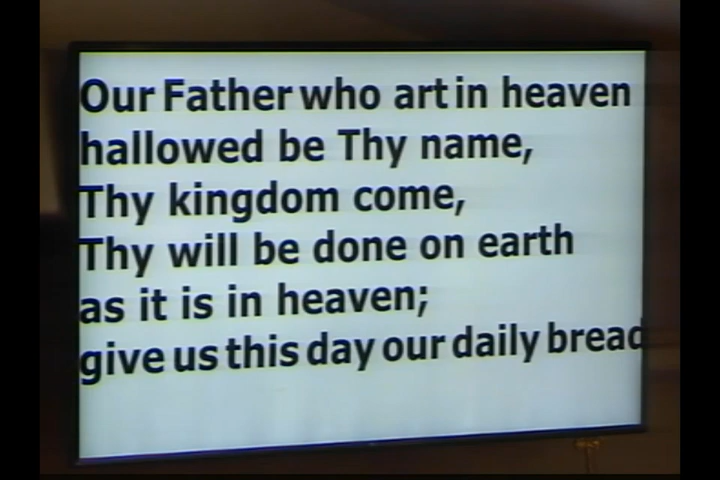 Our Father who art in heaven
hallowed be Thy name,
Thy kingdom come,
Thy will be done on earth
as it is in heaven;
give us this day our daily bread